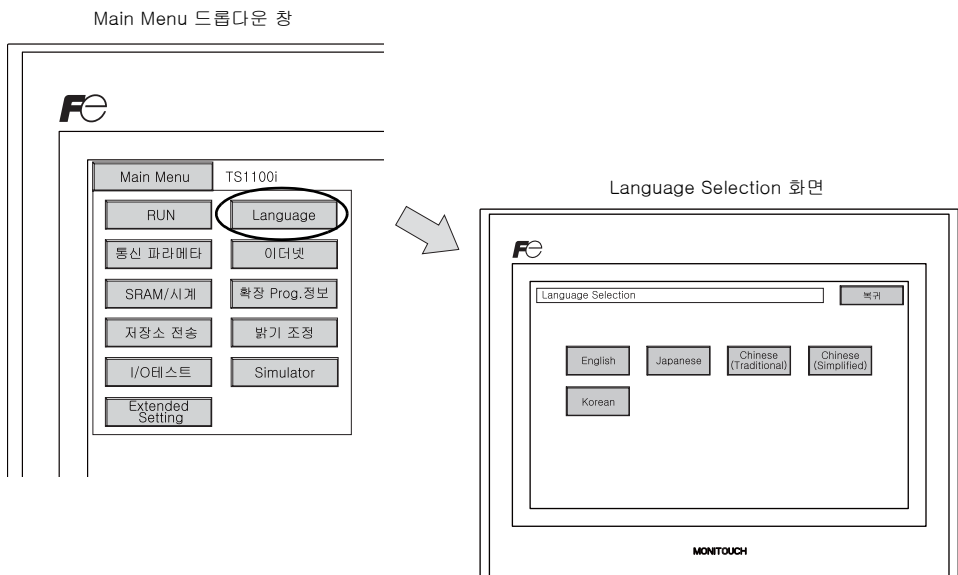 Main Menu 드롭다운 창
Fe
Main Menu TS1100i
RUN Language
통신 파라메타 이더넷
SRAM/시계 확장 Prog.정보
저장소 전송 밝기 조정
I/O테스트 Simulator
Extended
Setting
Language Selection 화면
Fe
Language Selection 복귀
English Japanese Chinese
(Traditional) Chinese
(Simplified)
Korean
MONITOUCH